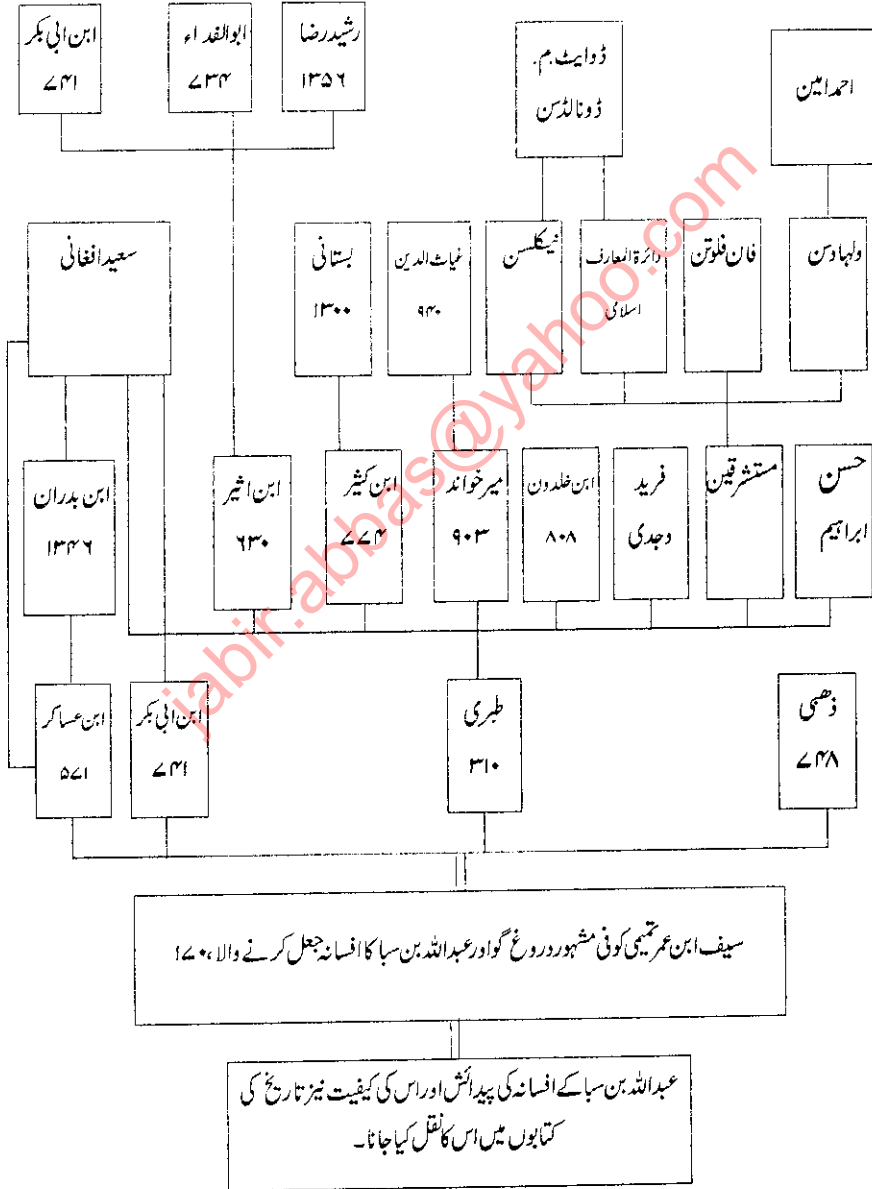 رشید رضا
۱۳۵۶
ابوالفداء
۷۳۴
ابن ابی بکر
۷۴۱
احمد امین
ڈوایٹ.م.
ڈونالڈسن
ولہاوسن
فان فلوتن
دائرۃ المعارف
اسلامی
نیکلسن
غیاث الدین
۹۴۰
بستانی
۱۳۰۰
سعید افغانی
حسن
ابراہیم
مستشرقین
فرید
وجدی
ابن خلدون
۸۰۸
میر خواند
۹۰۳
ابن کثیر
۷۷۴
ابن اثیر
۶۳۰
ابن بدران
۱۳۴۶
ذھبی
۷۴۸
طبری
۳۱۰
ابن ابی بکر
۷۴۱
ابن عساکر
۵۷۱
سیف ابن عمر تمیمی کوفی مشہور دروغ گو اور عبداللہ بن سبا کا افسانہ جعل کرنے والا، ۱۷۰
عبداللہ بن سبا کے افسانہ کی پیدائش اور اس کی کیفیت نیز تاریخ کی
کتابوں میں اس کا نقل کیا جانا۔
jabir.abbas@yahoo.com